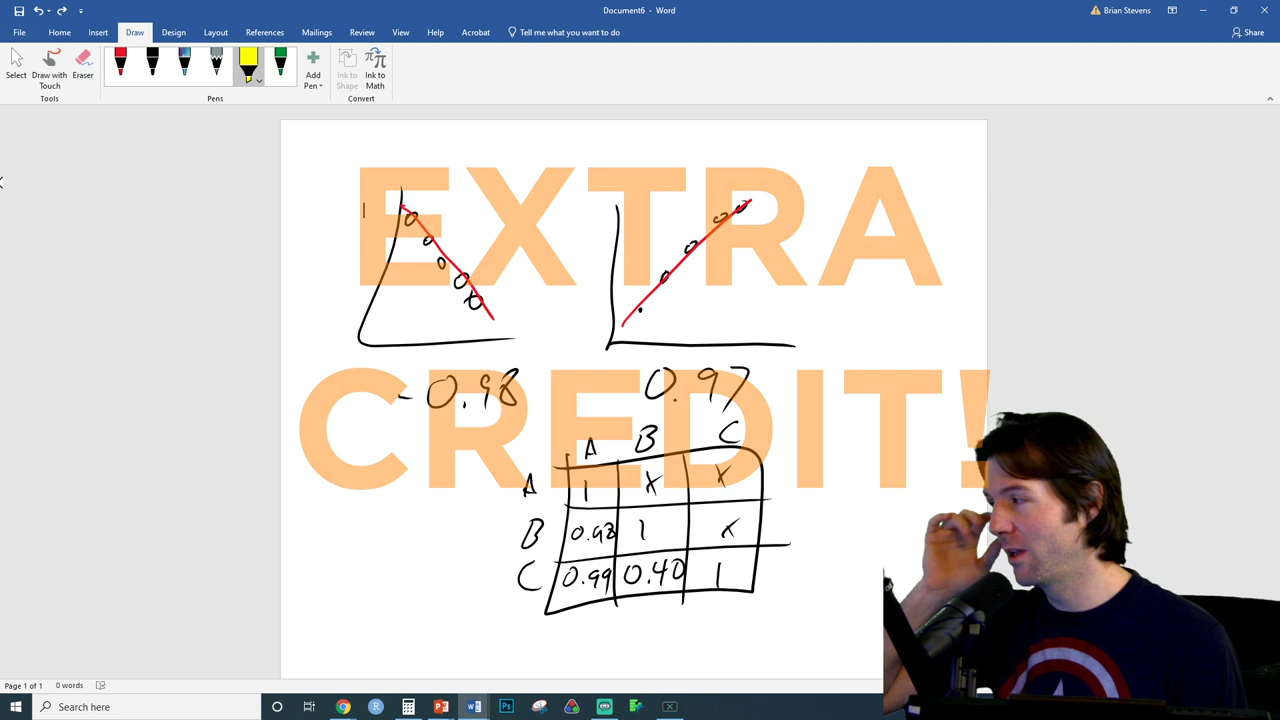 Document6 - Word
Brian Stevens
File Home Insert Draw Design Layout References Mailings Review View Help Acrobat Tell me what you want to do Share
Select Draw with Touch Eraser Add Pen Ink to Shape Ink to Math
Tools Pens Convert
EXTRA
CREDIT!
-0.98 0.97
A B C
A 1 X X
B 0.98 1 X
C 0.99 0.40 1
Page 1 of 1 0 words
Search here